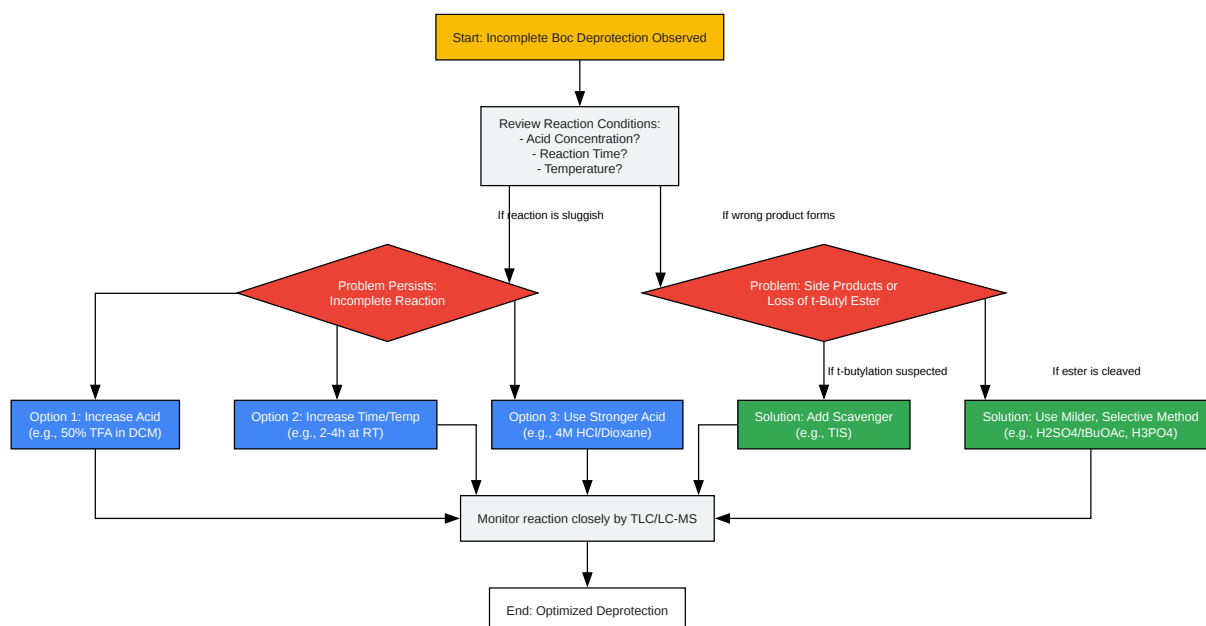 Start: Incomplete Boc Deprotection Observed
Review Reaction Conditions:
- Acid Concentration?
- Reaction Time?
- Temperature?
If reaction is sluggish
If wrong product forms
Problem Persists:
Incomplete Reaction
Problem: Side Products or
Loss of t-Butyl Ester
If t-butylation suspected
If ester is cleaved
Option 1: Increase Acid
(e.g., 50% TFA in DCM)
Option 2: Increase Time/Temp
(e.g., 2-4h at RT)
Option 3: Use Stronger Acid
(e.g., 4M HCl/Dioxane)
Solution: Add Scavenger
(e.g., TIS)
Solution: Use Milder, Selective Method
(e.g., H2SO4/tBuOAc, H3PO4)
Monitor reaction closely by TLC/LC-MS
End: Optimized Deprotection